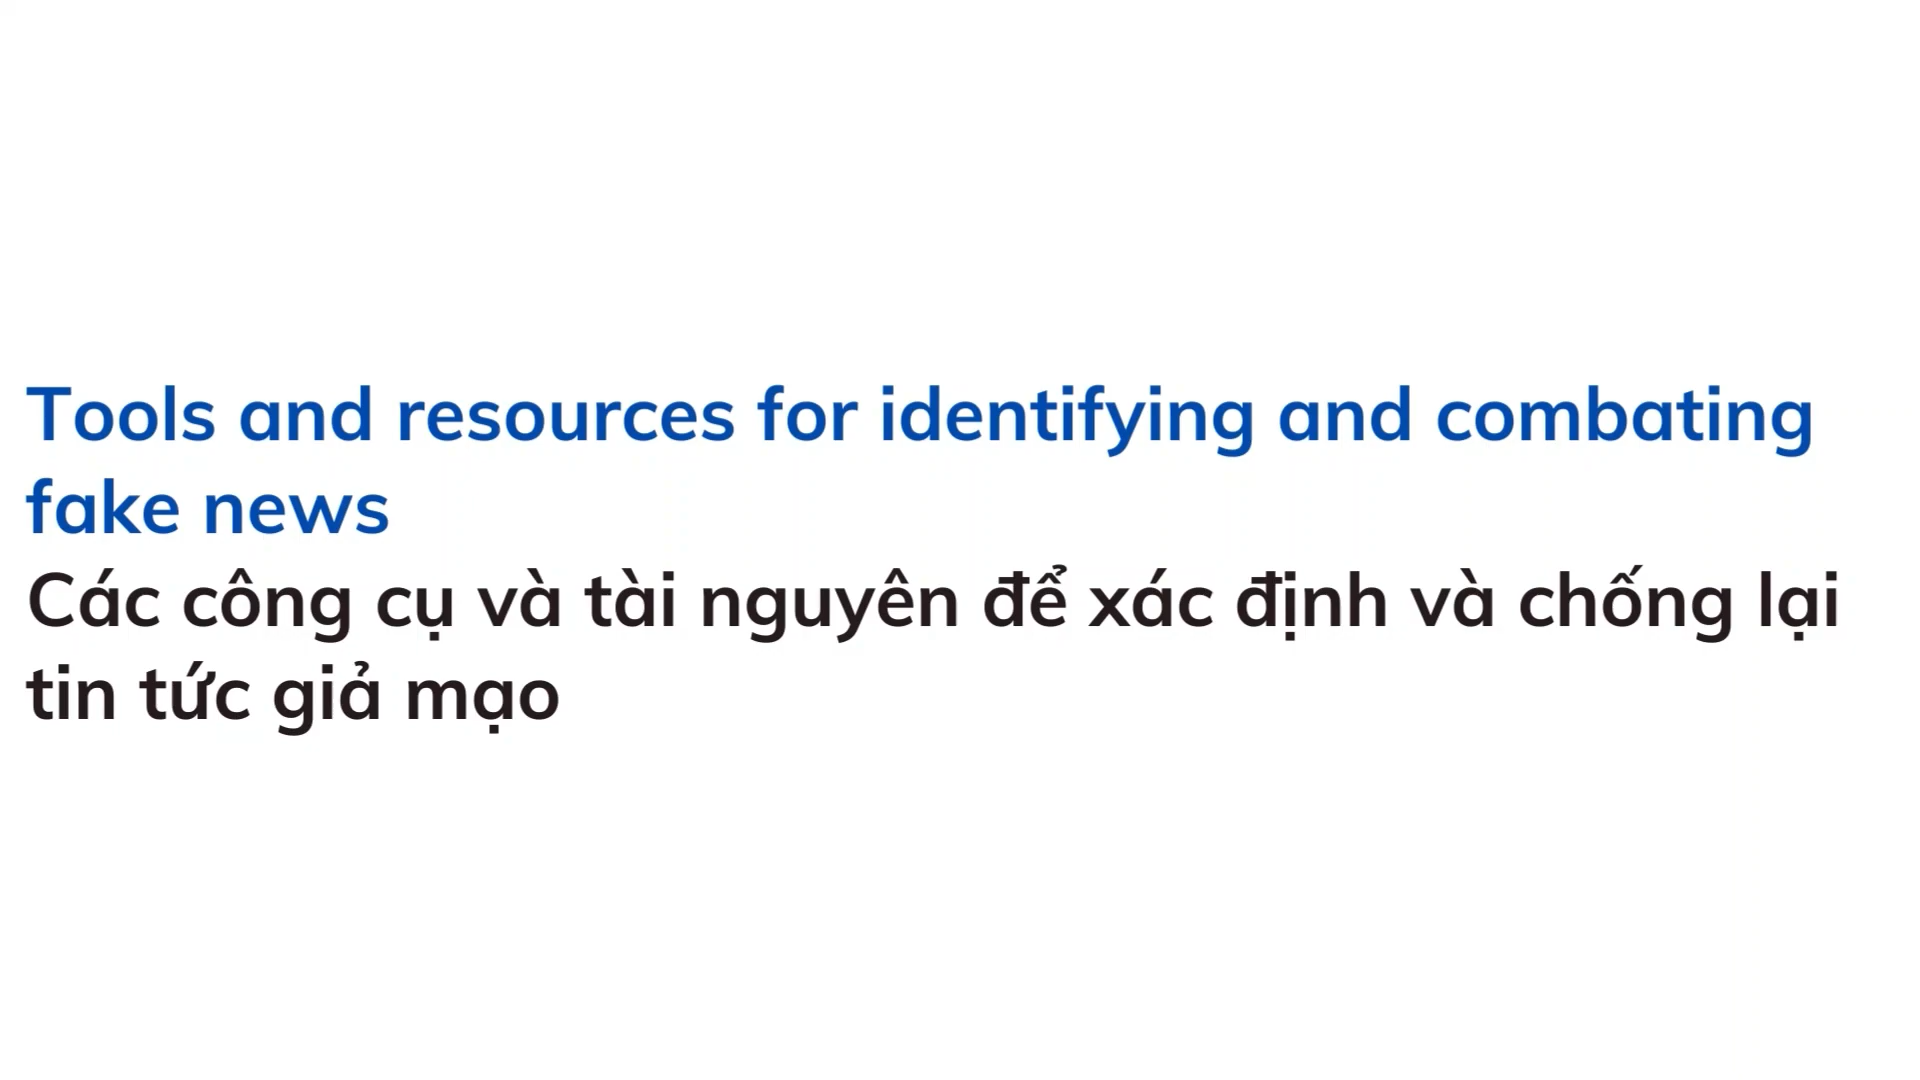 Tools and resources for identifying and combating
fake news
Các công cụ và tài nguyên để xác định và chống lại
tin tức giả mạo